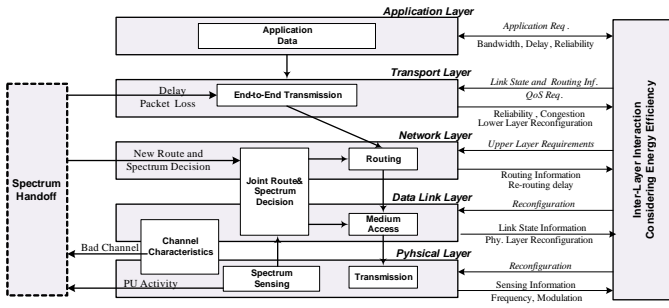 Application Layer
Application
Data
Application Req.
Bandwidth, Delay, Reliability
Transport Layer
Delay
Packet Loss
End-to-End Transmission
Link State and Routing Inf.
QoS Req.
Reliability , Congestion
Lower Layer Reconfiguration
Network Layer
New Route and
Spectrum Decision
Joint Route&
Spectrum
Decision
Routing
Upper Layer Requirements
Routing Information
Re-routing delay
Spectrum
Handoff
Inter-Layer Interaction
Considering Energy Efficiency
Data Link Layer
Medium
Access
Reconfiguration
Link State Information
Phy. Layer Reconfiguration
Bad Channel
Channel
Characteristics
Pyhsical Layer
PU Activity
Spectrum
Sensing
Transmission
Reconfiguration
Sensing Information
Frequency, Modulation